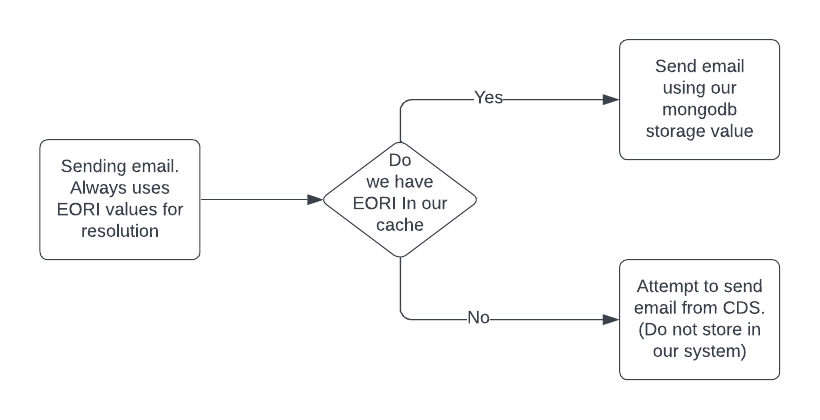 Sending email.
Always uses
EORI values for
resolution
Do
we have
EORI In our
cache
Yes
Send email
using our
mongodb
storage value
No
Attempt to send
email from CDS.
(Do not store in
our system)